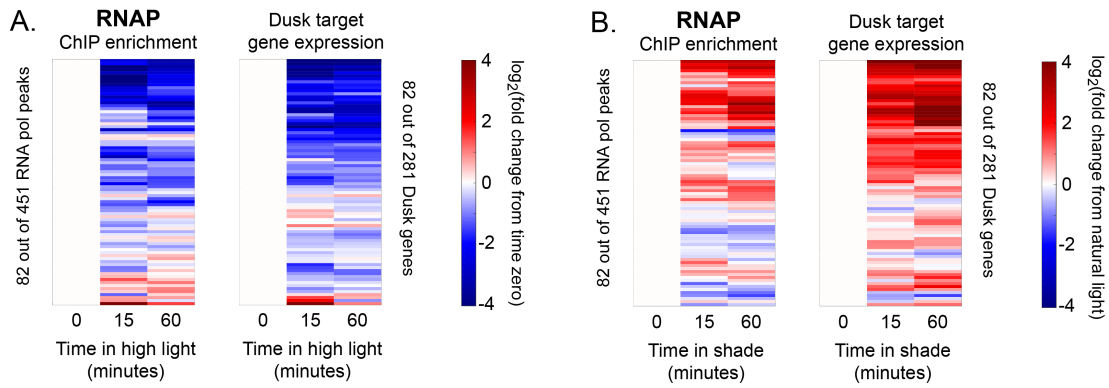 A.
RNAP
ChIP enrichment
Dusk target
gene expression
82 out of 451 RNA pol peaks
82 out of 281 Dusk genes
4
2
0
-2
-4
log2(fold change from time zero)
0 15 60
0 15 60
Time in high light
(minutes)
Time in high light
(minutes)
B.
RNAP
ChIP enrichment
Dusk target
gene expression
82 out of 451 RNA pol peaks
82 out of 281 Dusk genes
4
2
0
-2
-4
log2(fold change from natural light)
0 15 60
0 15 60
Time in shade
(minutes)
Time in shade
(minutes)